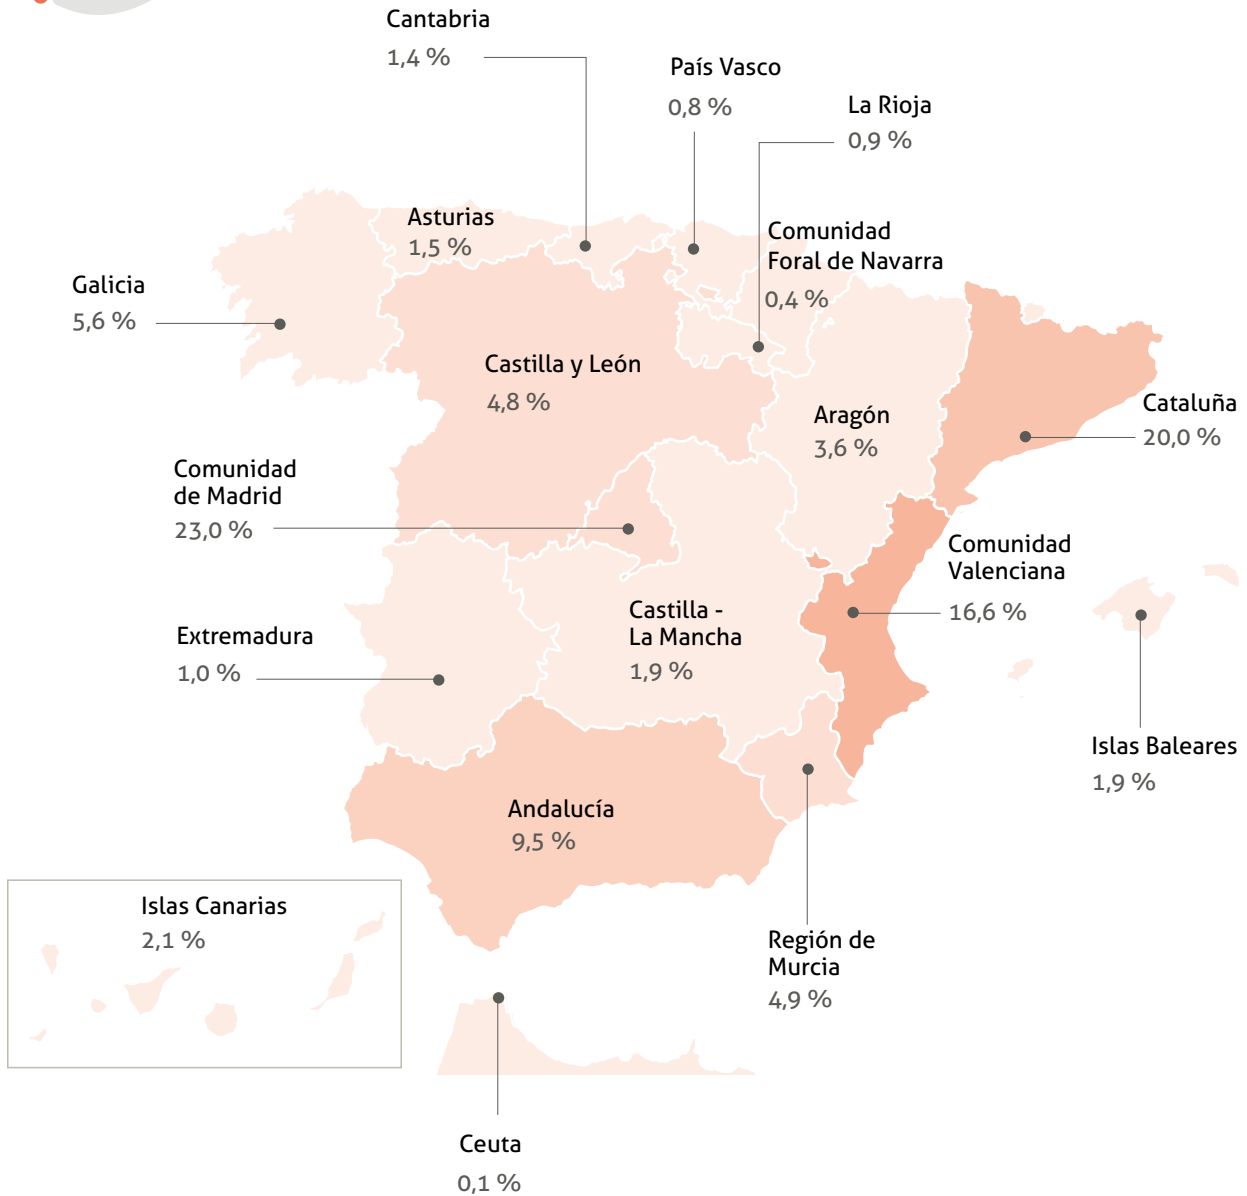 Cantabria
1,4 %
País Vasco
0,8 %
La Rioja
0,9 %
Asturias
1,5 %
Comunidad
Foral de Navarra
0,4 %
Galicia
5,6 %
Castilla y León
4,8 %
Aragón
3,6 %
Cataluña
20,0 %
Comunidad
de Madrid
23,0 %
Comunidad
Valenciana
16,6 %
Castilla -
La Mancha
1,9 %
Extremadura
1,0 %
Islas Baleares
1,9 %
Andalucía
9,5 %
Islas Canarias
2,1 %
Región de
Murcia
4,9 %
Ceuta
0,1 %